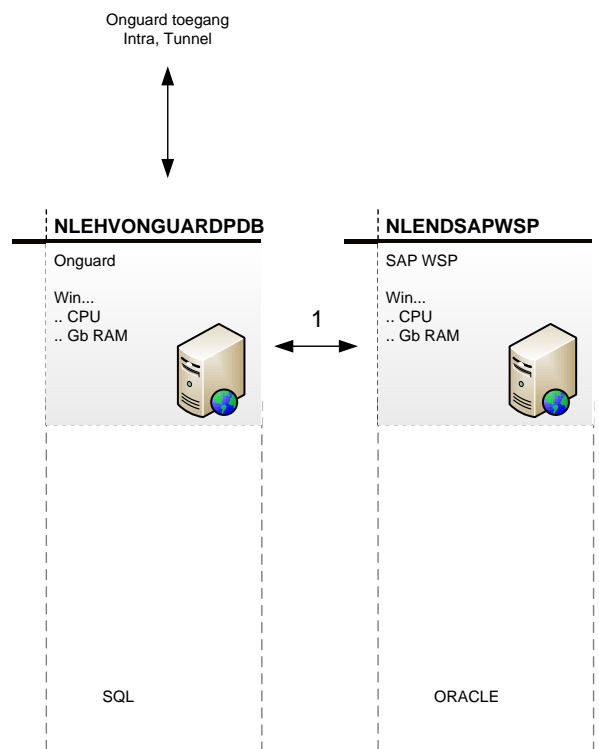 Onguard toegang
Intra, Tunnel
NLEHVONGUARDPDB
Onguard
Win...
.. CPU
.. Gb RAM
1
NLENDSAPWSP
SAP WSP
Win...
.. CPU
.. Gb RAM
SQL
ORACLE